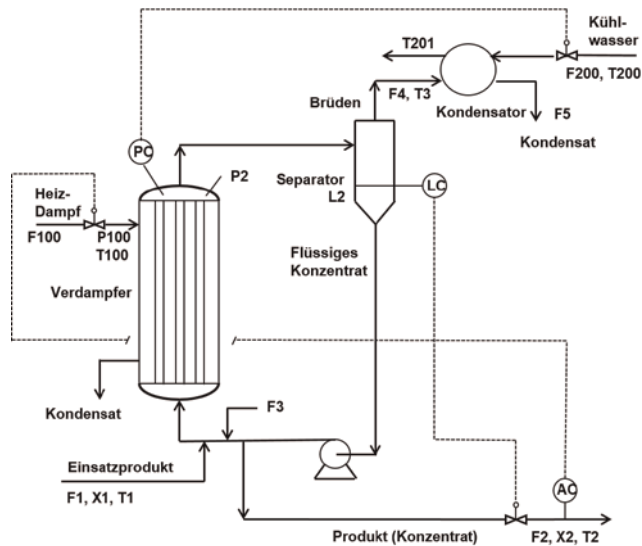 Kühl-
wasser
T201
F200, T200
F4, T3
Brüden
Kondensator
F5
Kondensat
PC
P2
Separator
L2
LC
Heiz-
Dampf
F100
P100
T100
Flüssiges
Konzentrat
Verdampfer
Kondensat
F3
Einsatzprodukt
F1, X1, T1
AC
Produkt (Konzentrat)
F2, X2, T2